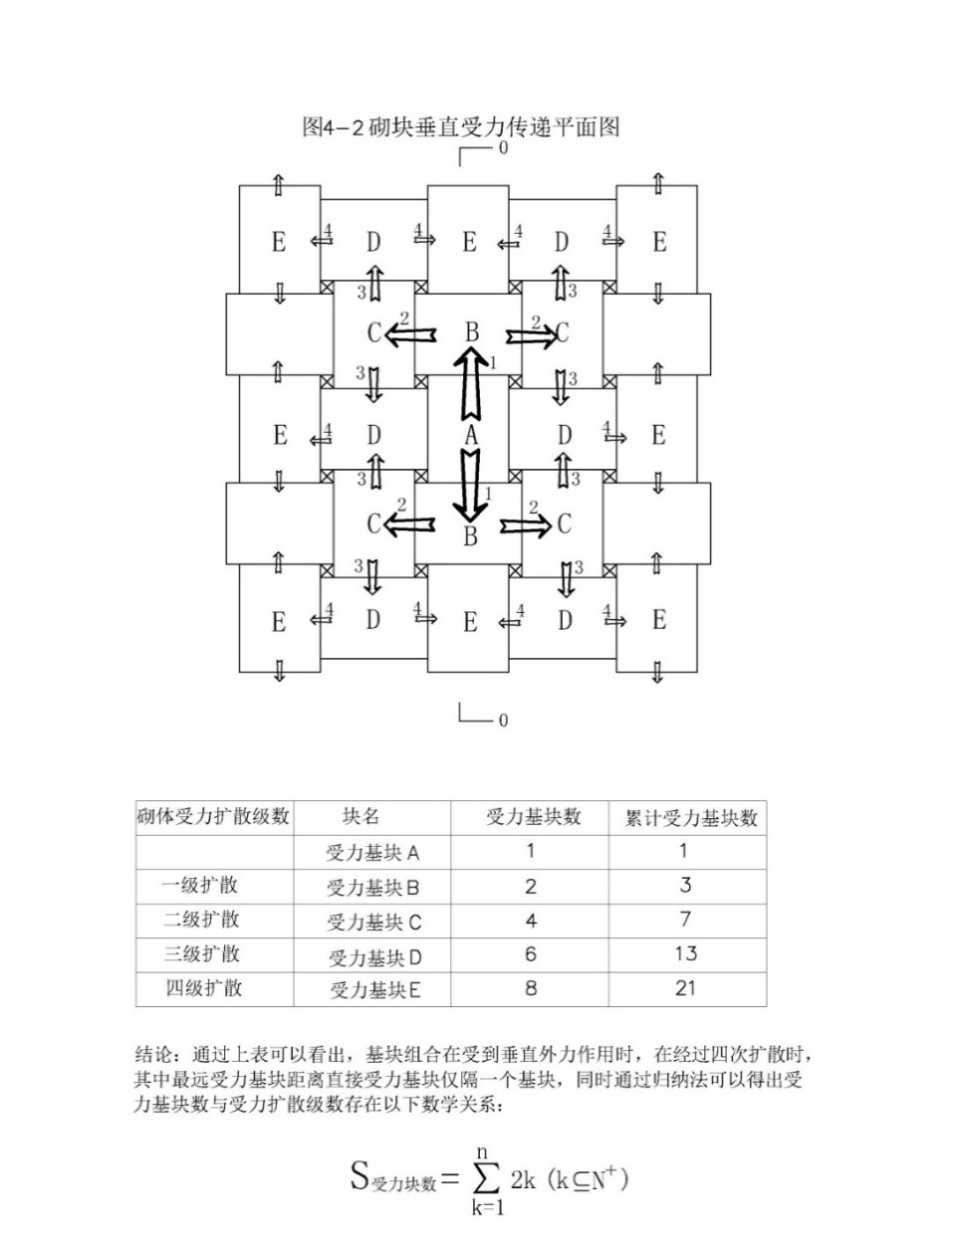 图4-2 砌块垂直受力传递平面图
0
E 4 D 4 E 4 D 4 E
3 3
C 2 B 2 C
3 1 3
E 4 D A D 4 E
3 1 3
C 2 B 2 C
3 3
E 4 D 4 E 4 D 4 E
0
砌体受力扩散级数 块名 受力基块数 累计受力基块数
受力基块 A 1 1
一级扩散 受力基块 B 2 3
二级扩散 受力基块 C 4 7
三级扩散 受力基块 D 6 13
四级扩散 受力基块 E 8 21
结论：通过上表可以看出，基块组合在受到垂直外力作用时，在经过四次扩散时，
其中最远受力基块距离直接受力基块仅隔一个基块，同时通过归纳法可以得出受
力基块数与受力扩散级数存在以下数学关系：
n
S受力块数= ∑ 2k (k⊆N⁺)
k=1